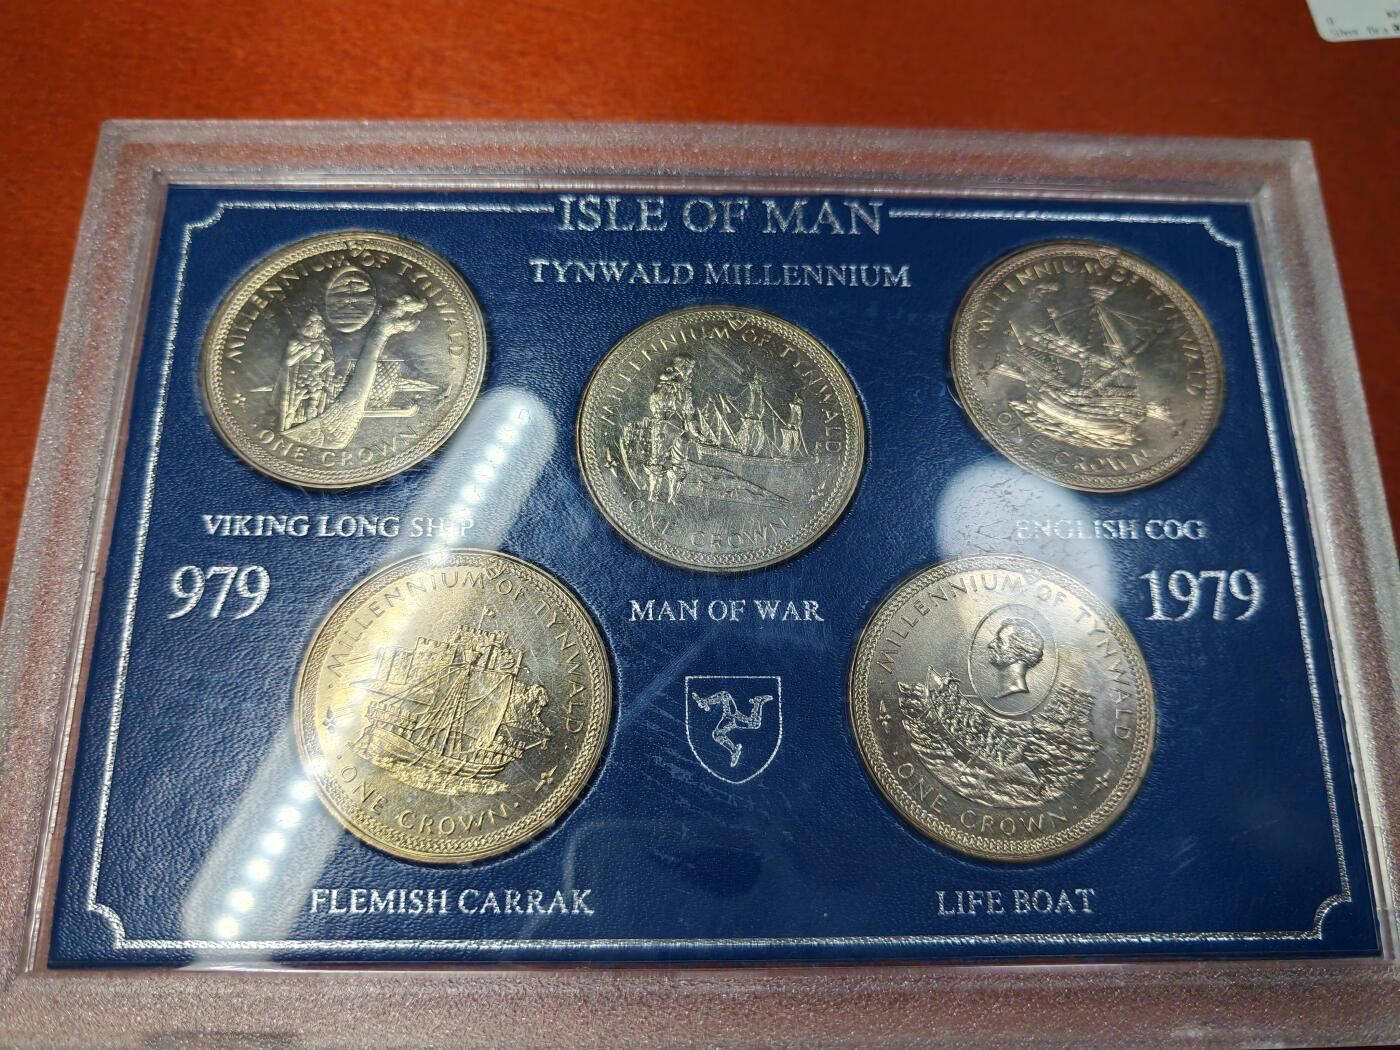 ISLE OF MAN
TYNWALD MILLENNIUM
· MILLENNIUM OF TYNWALD ·
ONE CROWN
MILLENNIUM OF TYNWALD
ONE CROWN
MILLENNIUM OF TYNWALD
ONE CROWN
VIKING LONG SHIP
ENGLISH COG
979
1979
MAN OF WAR
· MILLENNIUM OF TYNWALD ·
· ONE CROWN ·
· MILLENNIUM OF TYNWALD ·
· ONE CROWN ·
FLEMISH CARRAK
LIFE BOAT
Silver